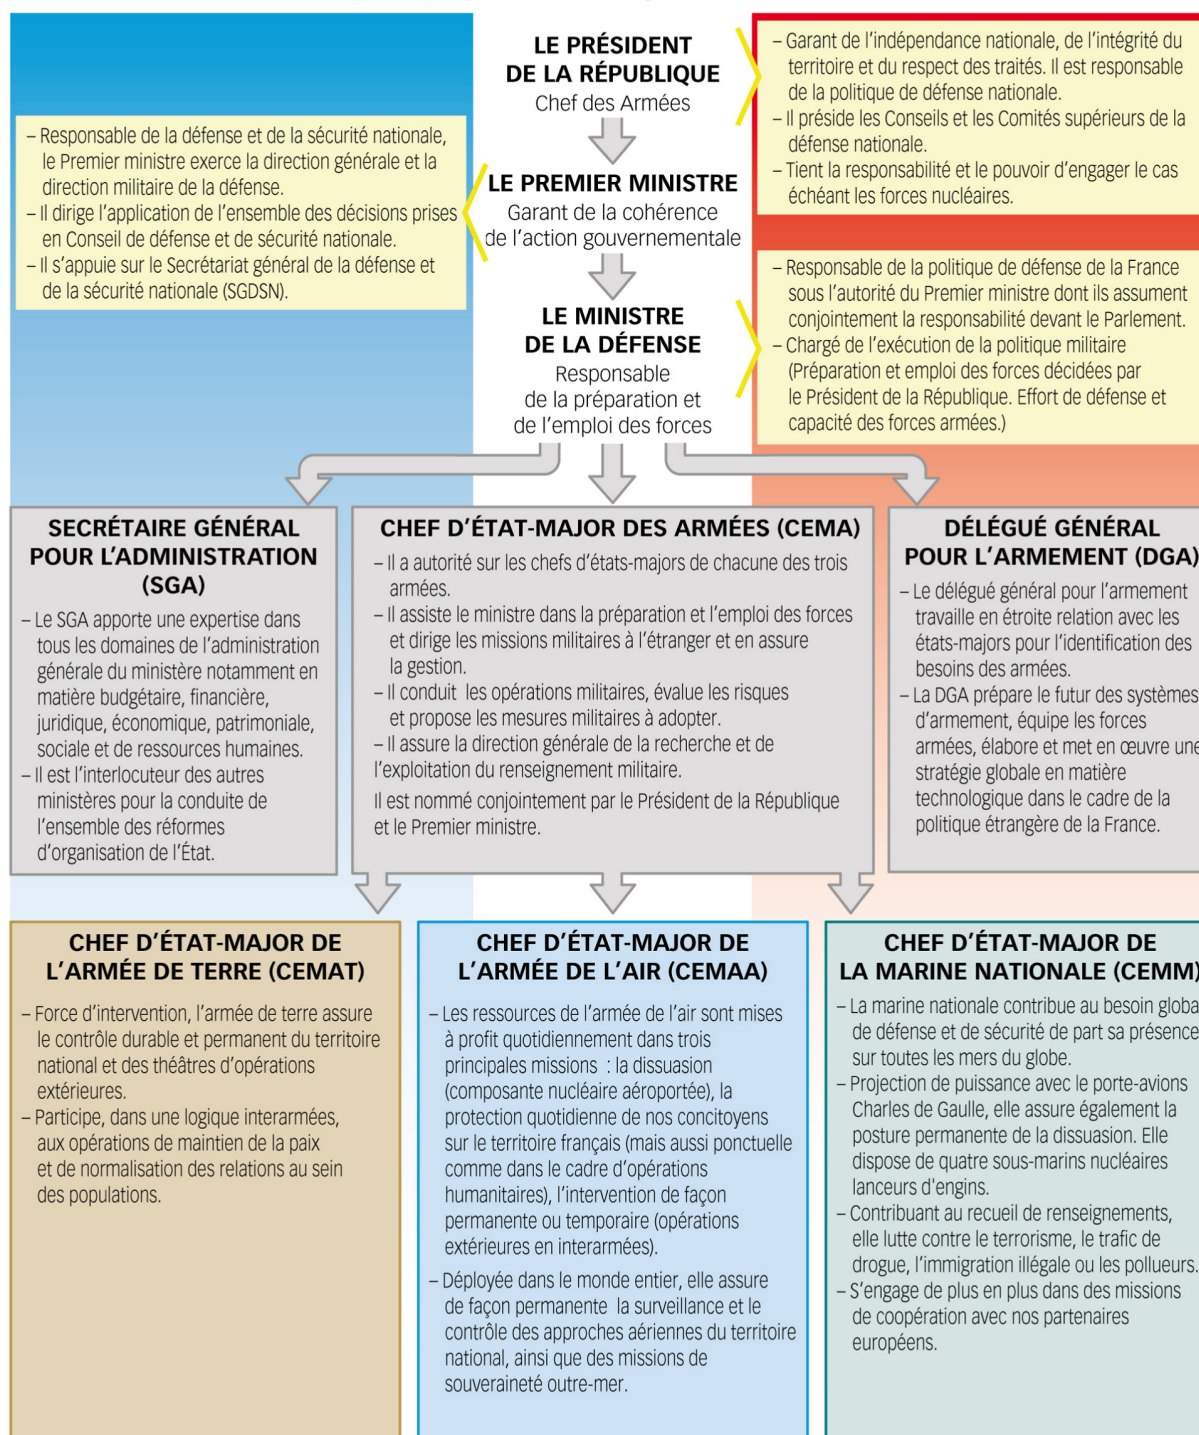 LE PRÉSIDENT
DE LA RÉPUBLIQUE
Chef des Armées
– Garant de l’indépendance nationale, de l’intégrité du
territoire et du respect des traités. Il est responsable
de la politique de défense nationale.
– Il préside les Conseils et les Comités supérieurs de la
défense nationale.
– Tient la responsabilité et le pouvoir d’engager le cas
échéant les forces nucléaires.
– Responsable de la défense et de la sécurité nationale,
le Premier ministre exerce la direction générale et la
direction militaire de la défense.
– Il dirige l’application de l’ensemble des décisions prises
en Conseil de défense et de sécurité nationale.
– Il s’appuie sur le Secrétariat général de la défense et
de la sécurité nationale (SGDSN).
LE PREMIER MINISTRE
Garant de la cohérence
de l’action gouvernementale
LE MINISTRE
DE LA DÉFENSE
Responsable
de la préparation et
de l’emploi des forces
– Responsable de la politique de défense de la France
sous l’autorité du Premier ministre dont ils assument
conjointement la responsabilité devant le Parlement.
– Chargé de l’exécution de la politique militaire
(Préparation et emploi des forces décidées par
le Président de la République. Effort de défense et
capacité des forces armées.)
SECRÉTAIRE GÉNÉRAL
POUR L’ADMINISTRATION
(SGA)
– Le SGA apporte une expertise dans
tous les domaines de l’administration
générale du ministère notamment en
matière budgétaire, financière,
juridique, économique, patrimoniale,
sociale et de ressources humaines.
– Il est l’interlocuteur des autres
ministères pour la conduite de
l’ensemble des réformes
d’organisation de l’État.
CHEF D’ÉTAT-MAJOR DES ARMÉES (CEMA)
– Il a autorité sur les chefs d’états-majors de chacune des trois
armées.
– Il assiste le ministre dans la préparation et l’emploi des forces
et dirige les missions militaires à l’étranger et en assure
la gestion.
– Il conduit les opérations militaires, évalue les risques
et propose les mesures militaires à adopter.
– Il assure la direction générale de la recherche et de
l’exploitation du renseignement militaire.
Il est nommé conjointement par le Président de la République
et le Premier ministre.
DÉLÉGUÉ GÉNÉRAL
POUR L’ARMEMENT (DGA)
– Le délégué général pour l’armement
travaille en étroite relation avec les
états-majors pour l’identification des
besoins des armées.
– La DGA prépare le futur des systèmes
d’armement, équipe les forces
armées, élabore et met en œuvre une
stratégie globale en matière
technologique dans le cadre de la
politique étrangère de la France.
CHEF D’ÉTAT-MAJOR DE
L’ARMÉE DE TERRE (CEMAT)
– Force d’intervention, l’armée de terre assure
le contrôle durable et permanent du territoire
national et des théâtres d’opérations
extérieures.
– Participe, dans une logique interarmées,
aux opérations de maintien de la paix
et de normalisation des relations au sein
des populations.
CHEF D’ÉTAT-MAJOR DE
L’ARMÉE DE L’AIR (CEMAA)
– Les ressources de l’armée de l’air sont mises
à profit quotidiennement dans trois
principales missions : la dissuasion
(composante nucléaire aéroportée), la
protection quotidienne de nos concitoyens
sur le territoire français (mais aussi ponctuelle
comme dans le cadre d’opérations
humanitaires), l’intervention de façon
permanente ou temporaire (opérations
extérieures en interarmées).
– Déployée dans le monde entier, elle assure
de façon permanente la surveillance et le
contrôle des approches aériennes du territoire
national, ainsi que des missions de
souveraineté outre-mer.
CHEF D’ÉTAT-MAJOR DE
LA MARINE NATIONALE (CEMM)
– La marine nationale contribue au besoin global
de défense et de sécurité de part sa présence
sur toutes les mers du globe.
– Projection de puissance avec le porte-avions
Charles de Gaulle, elle assure également la
posture permanente de la dissuasion. Elle
dispose de quatre sous-marins nucléaires
lanceurs d'engins.
– Contribuant au recueil de renseignements,
elle lutte contre le terrorisme, le trafic de
drogue, l’immigration illégale ou les pollueurs.
– S’engage de plus en plus dans des missions
de coopération avec nos partenaires
européens.